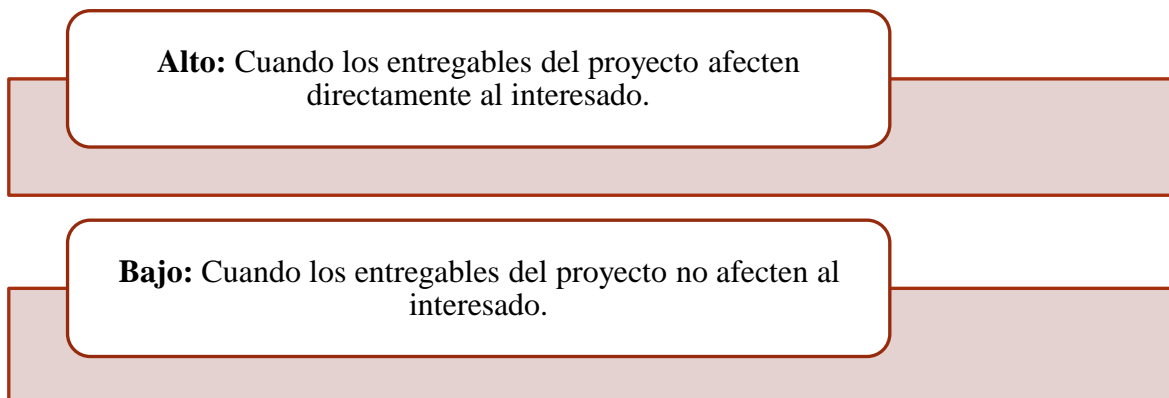 Alto: Cuando los entregables del proyecto afecten
directamente al interesado.
Bajo: Cuando los entregables del proyecto no afecten al
interesado.